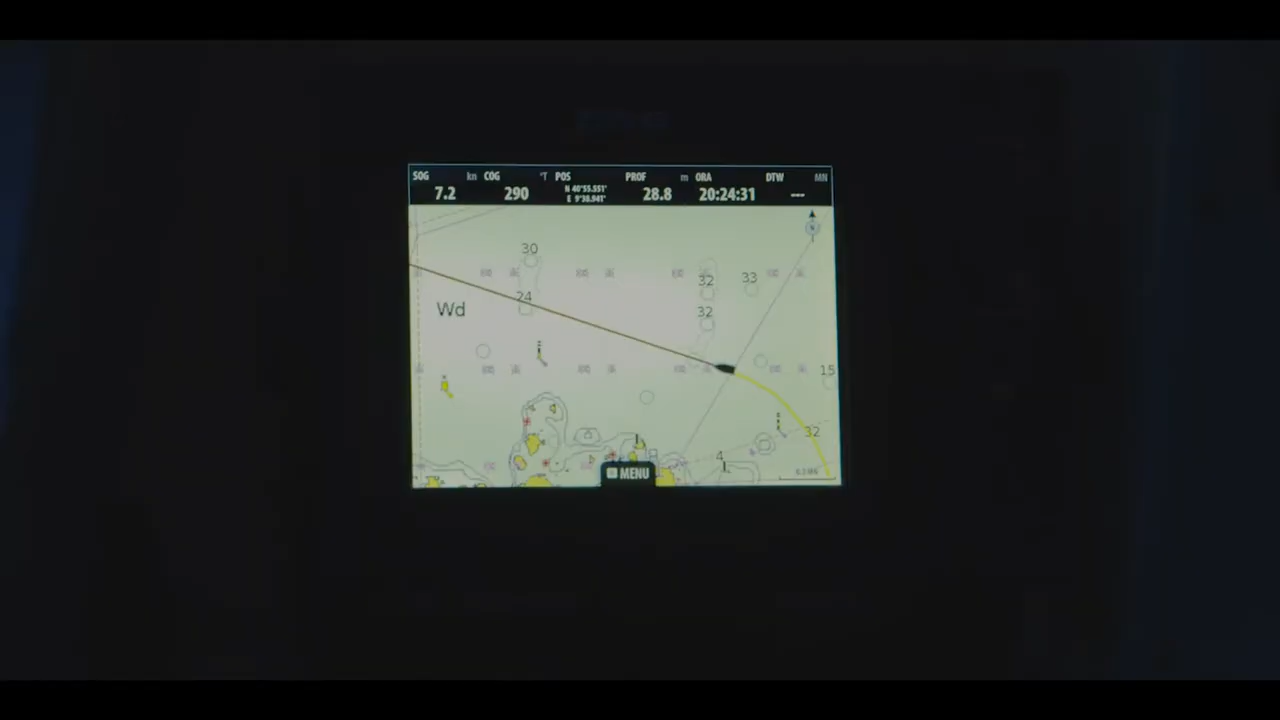 SOG kn COG °T POS PROF m ORA DTW MN
7.2 290 N 40°55.551' 28.8 20:24:31 ---
E 9°38.941'
30
32 33
24
Wd
32
15
32
4
MENU